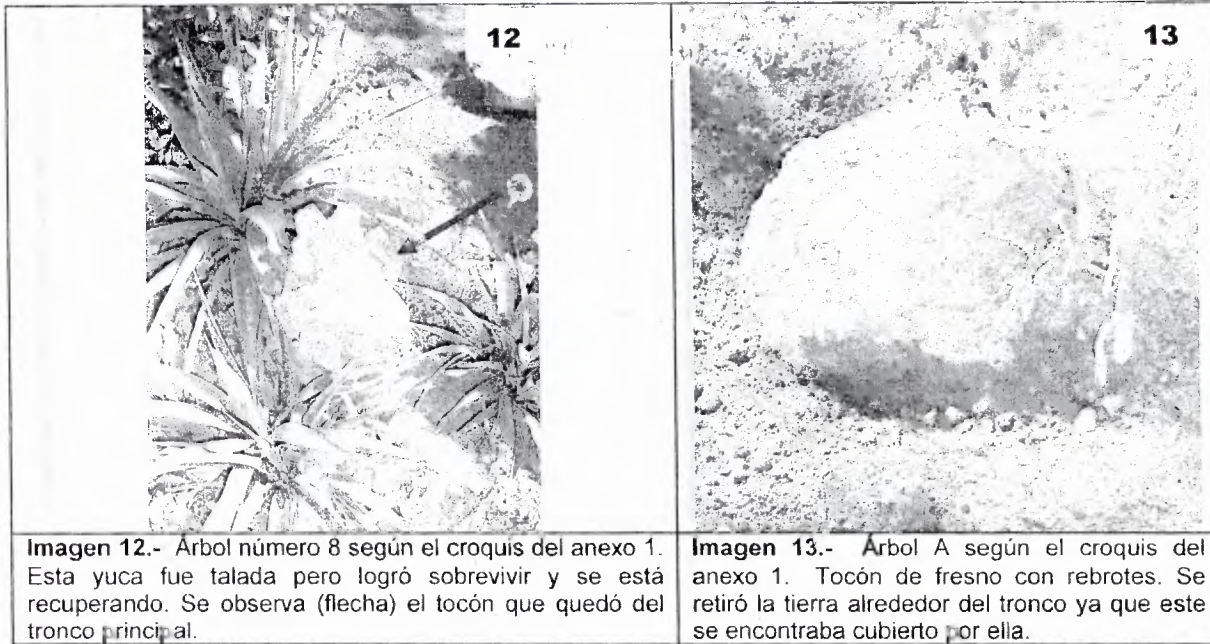 12
13
Imagen 12.- Árbol número 8 según el croquis del anexo 1.
Esta yuca fue talada pero logró sobrevivir y se está
recuperando. Se observa (flecha) el tocón que quedó del
tronco principal.
Imagen 13.- Árbol A según el croquis del
anexo 1. Tocón de fresno con rebrotes. Se
retiró la tierra alrededor del tronco ya que este
se encontraba cubierto por ella.